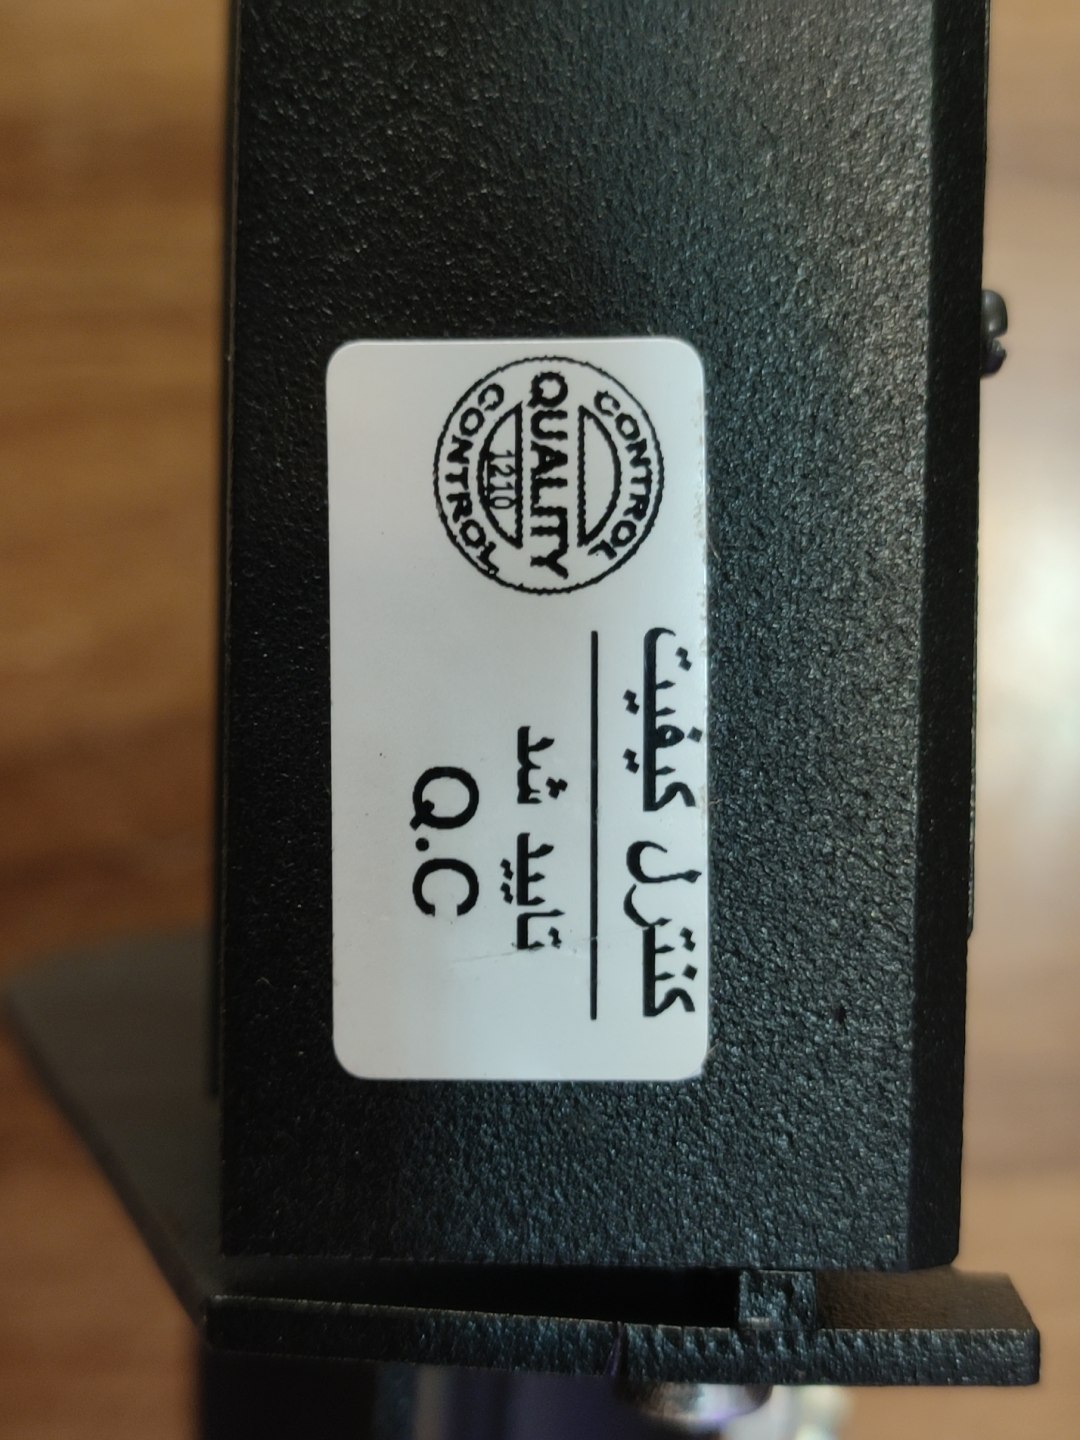 CONTROL
QUALITY
1210
CONTROL
کنترل کیفیت
تایید شد
Q.C